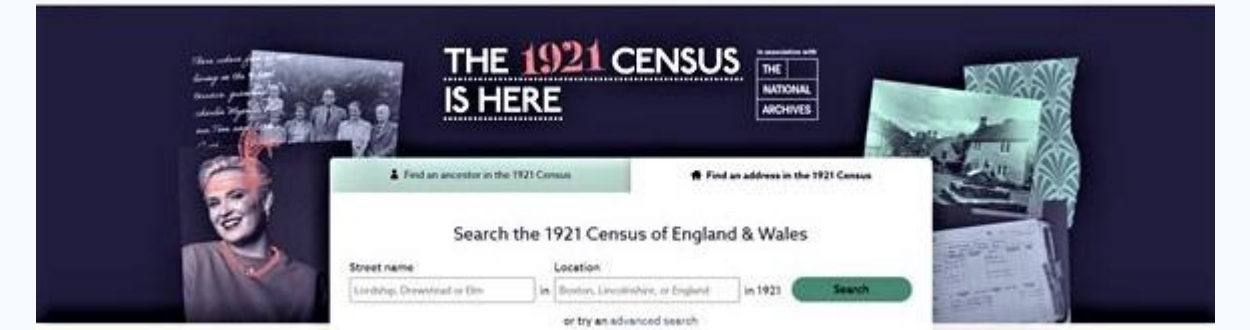 THE 1921 CENSUS
IS HERE
In association with
THE
NATIONAL
ARCHIVES
Find an ancestor in the 1921 Census
Find an address in the 1921 Census
Search the 1921 Census of England & Wales
Street name
Location
Lordship, Drewstead or Elm
in
Boston, Lincolnshire, or England
in 1921
Search
or try an advanced search